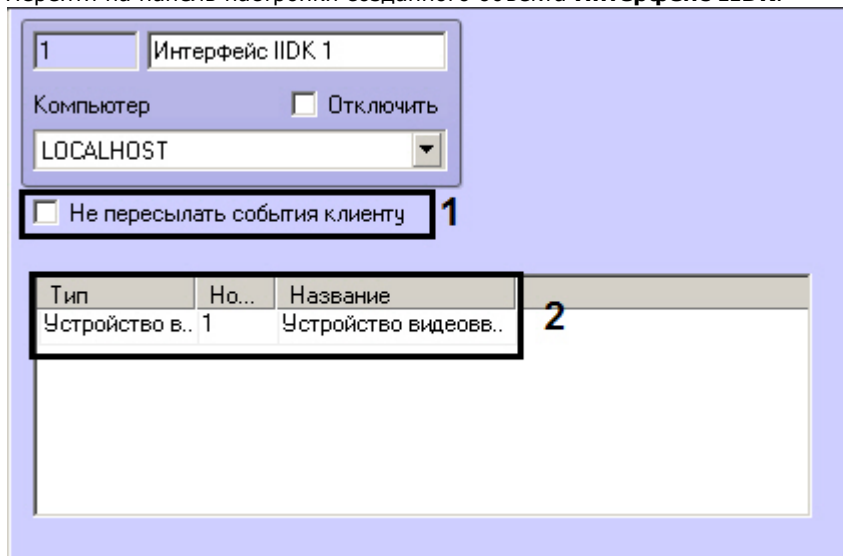 Перейти на панель настройки созданного объекта Интерфейс IIDK.
1 Интерфейс IIDK 1
Компьютер Отключить
LOCALHOST
Не пересылать события клиенту 1
Тип Но... Название
Устройство в.. 1 Устройство видеовв..
2